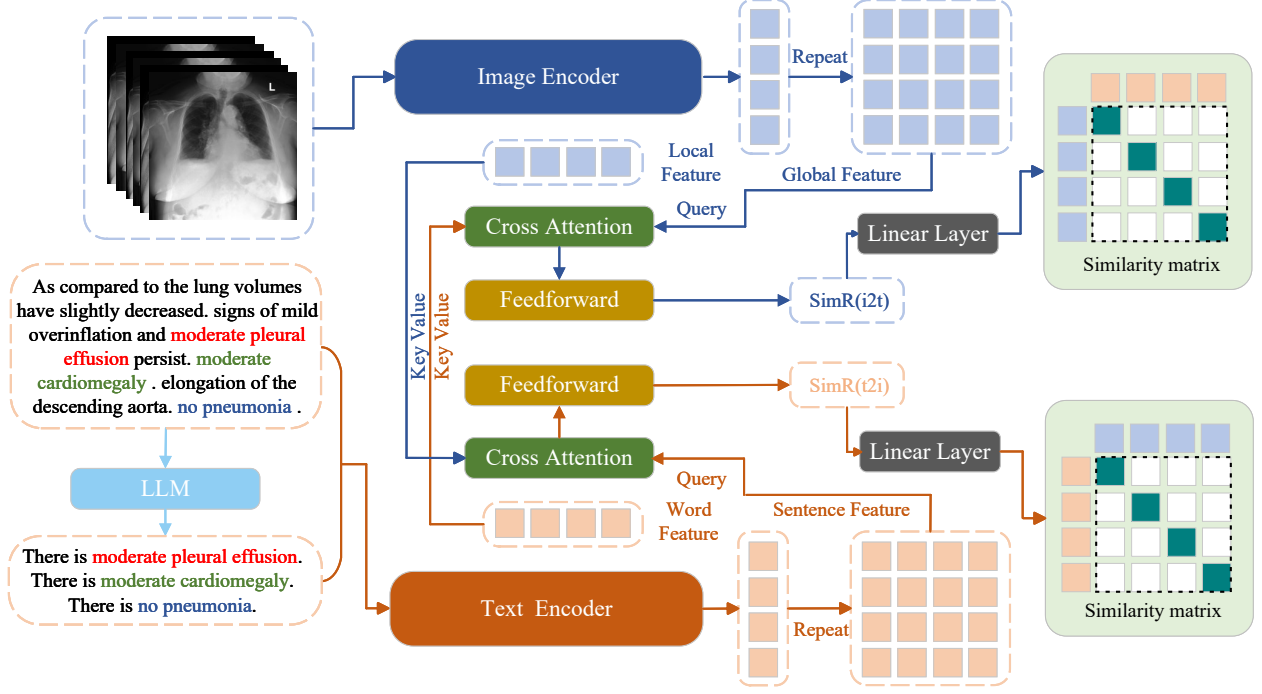 L
Image Encoder
Repeat
Local
Feature
Global Feature
Query
Cross Attention
Linear Layer
Feedforward
SimR(i2t)
Similarity matrix
Key Value
Key Value
As compared to the lung volumes
have slightly decreased. signs of mild
overinflation and moderate pleural
effusion persist. moderate
cardiomegaly . elongation of the
descending aorta. no pneumonia .
LLM
There is moderate pleural effusion.
There is moderate cardiomegaly.
There is no pneumonia.
Feedforward
SimR(t2i)
Cross Attention
Linear Layer
Query
Word
Feature
Sentence Feature
Text Encoder
Repeat
Similarity matrix